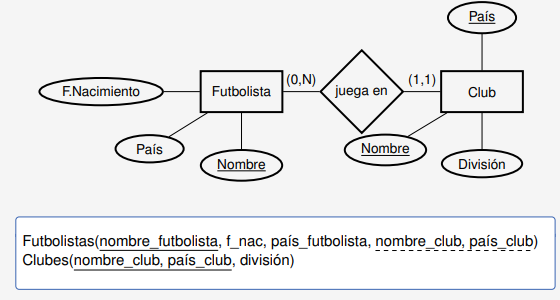 País
F.Nacimiento
Futbolista
(0,N)
juega en
(1,1)
Club
País
Nombre
Nombre
División
Futbolistas(nombre_futbolista, f_nac, país_futbolista, nombre_club, país_club)
Clubes(nombre_club, país_club, división)